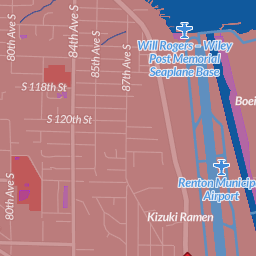 80th Ave S
84th Ave S
85th Ave S
87th Ave S
Will Rogers - Wiley
Post Memorial
Seaplane Base
S 118th St
Boei
S 120th St
Renton Municip
Airport
80th Ave S
Kizuki Ramen